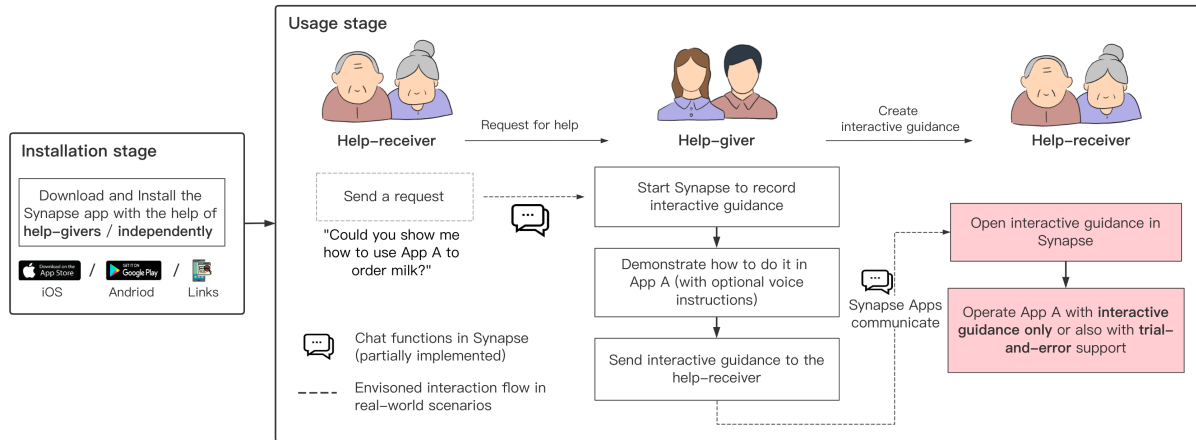 Usage stage
Help-receiver
Request for help
Help-giver
Create
interactive guidance
Help-receiver
Installation stage
Download and Install the
Synapse app with the help of
help-givers / independently
Download on the
App Store
/
GET IT ON
Google Play
/
iOS
Andriod
Links
Send a request
"Could you show me
how to use App A to
order milk?"
Start Synapse to record
interactive guidance
Demonstrate how to do it in
App A (with optional voice
instructions)
Send interactive guidance to the
help-receiver
Synapse Apps
communicate
Open interactive guidance in
Synapse
Operate App A with interactive
guidance only or also with trial-
and-error support
Chat functions in Synapse
(partially implemented)
Envisoned interaction flow in
real-world scenarios